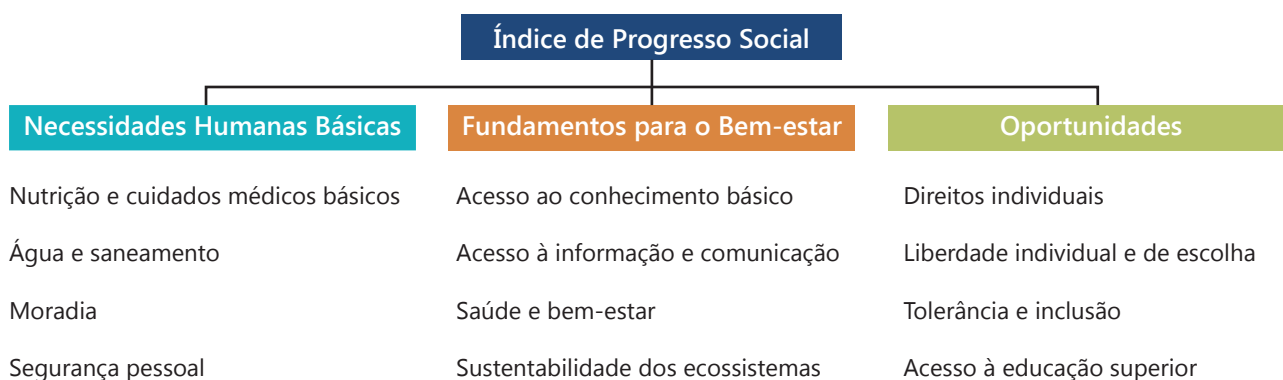 Índice de Progresso Social
Necessidades Humanas Básicas
Nutrição e cuidados médicos básicos
Água e saneamento
Moradia
Segurança pessoal
Fundamentos para o Bem-estar
Acesso ao conhecimento básico
Acesso à informação e comunicação
Saúde e bem-estar
Sustentabilidade dos ecossistemas
Oportunidades
Direitos individuais
Liberdade individual e de escolha
Tolerância e inclusão
Acesso à educação superior